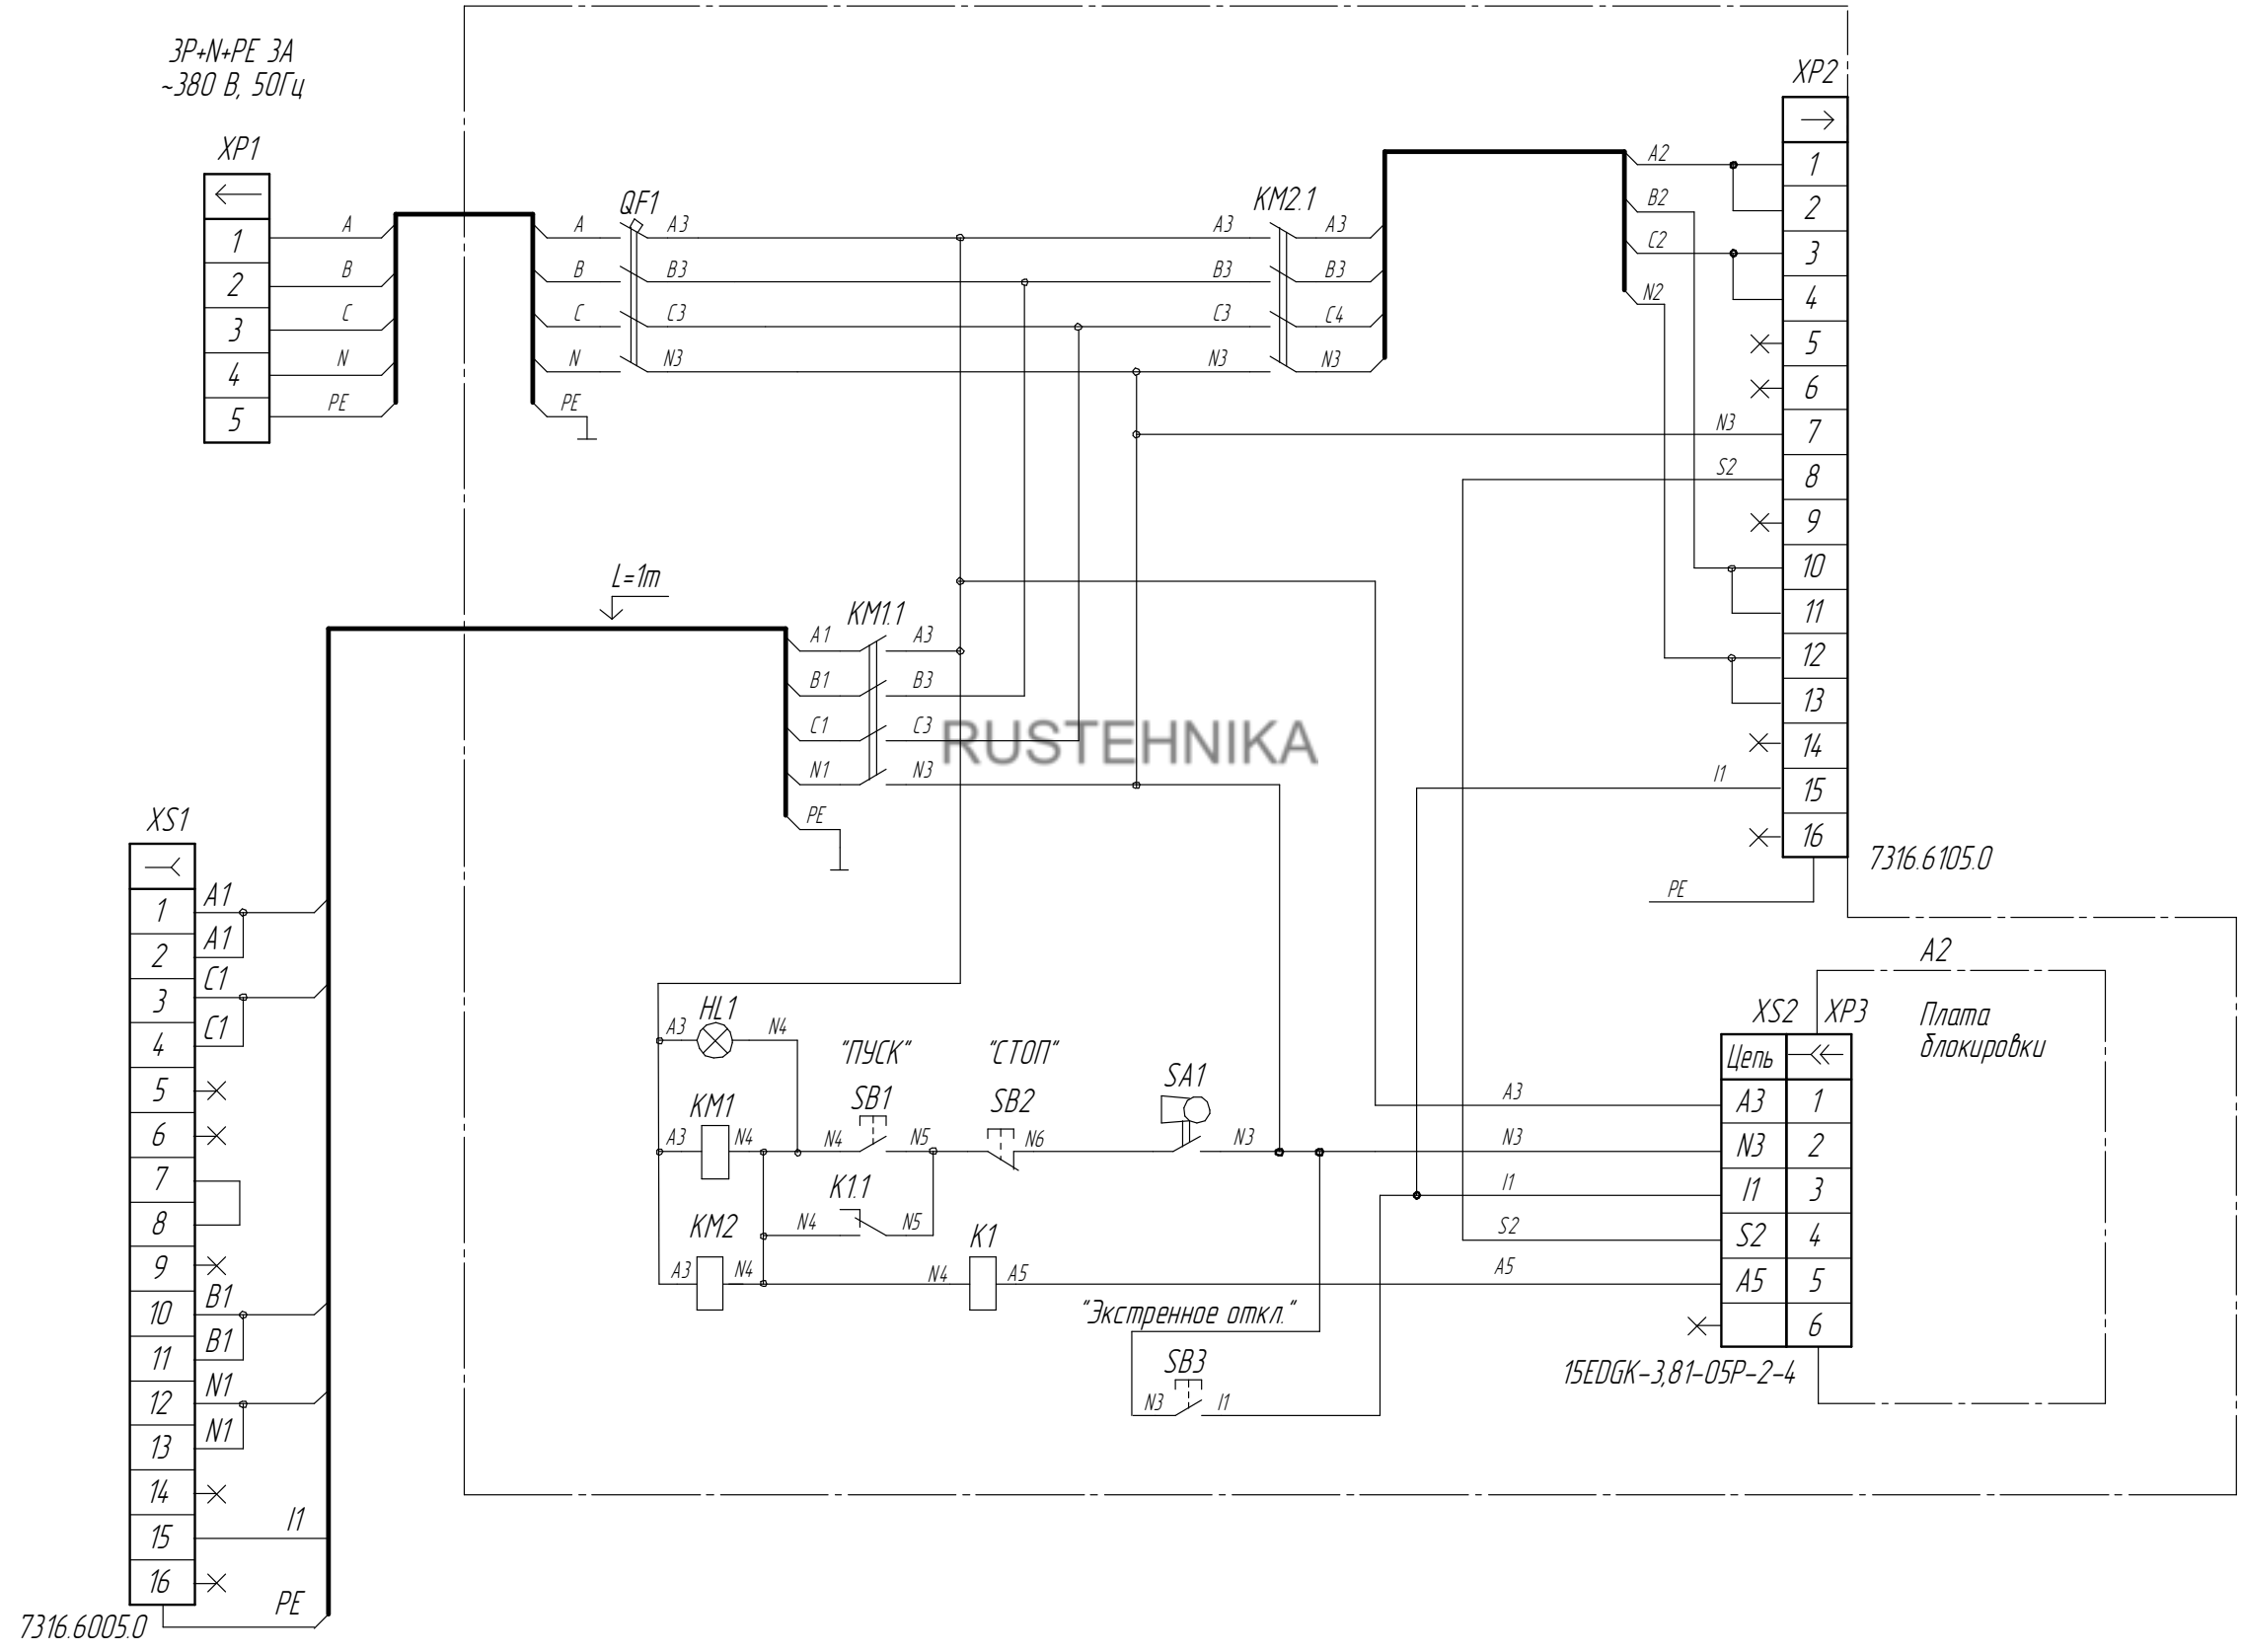 3P+N+PE 3A
~380 В, 50Гц
XP1
1
2
3
4
5
A
B
C
N
PE
A
B
C
N
PE
QF1
A3
B3
C3
N3
A3
B3
C3
N3
KM2.1
A3
B3
C4
N3
A2
B2
C2
N2
XP2
1
2
3
4
5
6
7
8
9
10
11
12
13
14
15
16
N3
S2
I1
PE
7316.6105.0
L=1m
KM1.1
A1
B1
C1
N1
PE
A3
B3
C3
N3
RUSTEHNIKA
XS1
1
2
3
4
5
6
7
8
9
10
11
12
13
14
15
16
A1
A1
C1
C1
B1
B1
N1
N1
I1
PE
7316.6005.0
HL1
A3
N4
KM1
A3
N4
"ПУСК"
SB1
N4
N5
"СТОП"
SB2
N6
SA1
N3
K1.1
N4
N5
KM2
A3
N4
K1
N4
A5
"Экстренное откл."
SB3
N3
I1
A3
N3
I1
S2
A5
A2
Плата
блокировки
XS2 XP3
Цепь
A3 1
N3 2
I1 3
S2 4
A5 5
6
15EDGK-3,81-05P-2-4